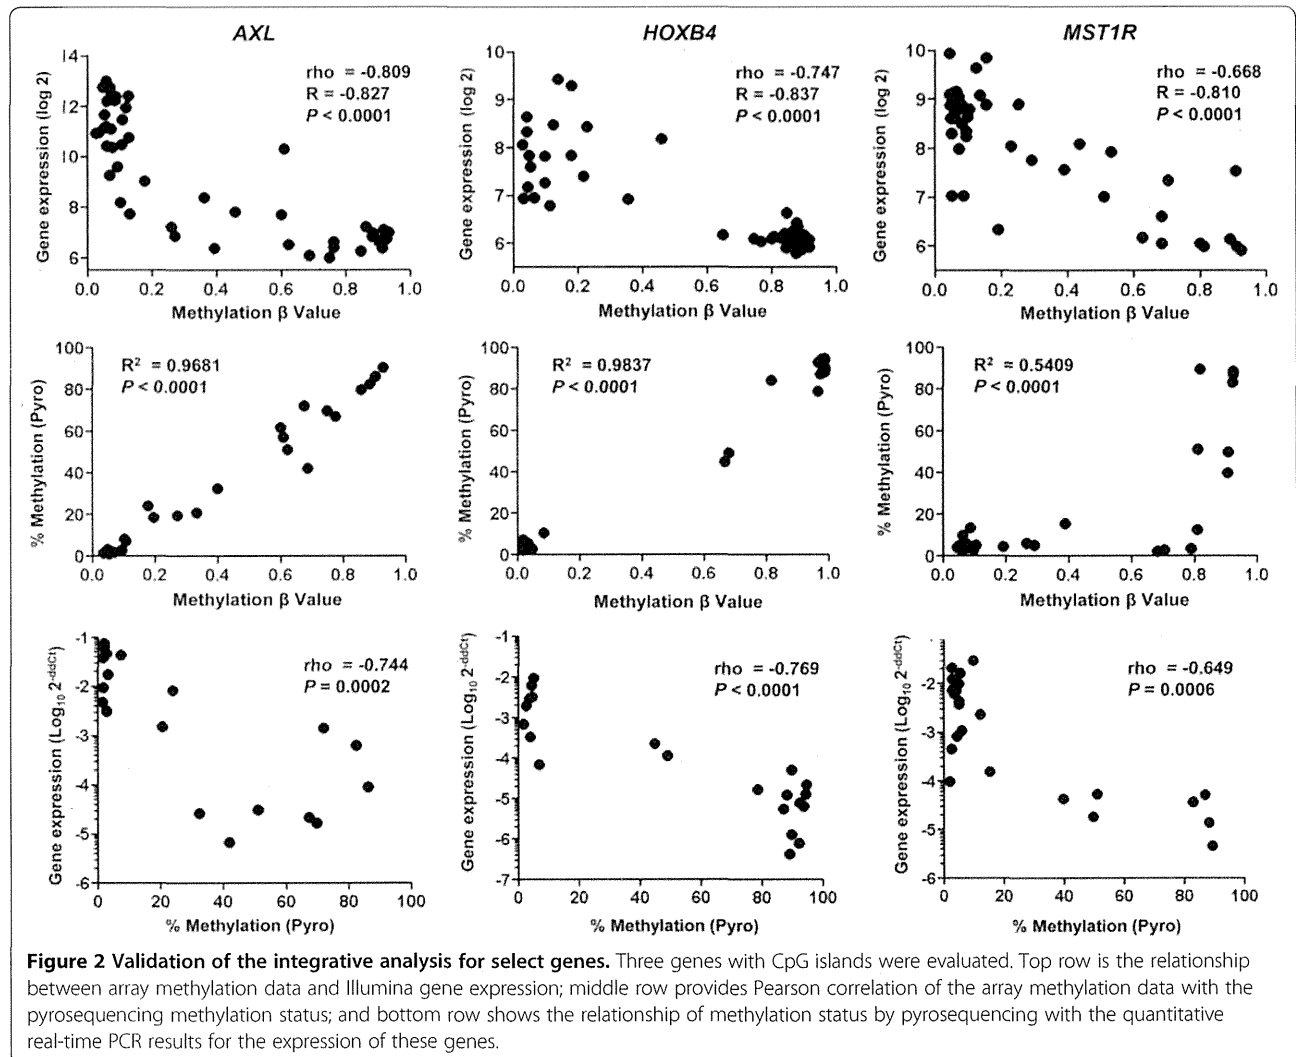 AXL
HOXB4
MST1R
14
12
10
8
6
Gene expression (log 2)
rho = -0.809
R = -0.827
P < 0.0001
0.0 0.2 0.4 0.6 0.8 1.0
Methylation β Value
10
9
8
7
6
Gene expression (log 2)
rho = -0.747
R = -0.837
P < 0.0001
0.0 0.2 0.4 0.6 0.8 1.0
Methylation β Value
10
9
8
7
6
Gene expression (log 2)
rho = -0.668
R = -0.810
P < 0.0001
0.0 0.2 0.4 0.6 0.8 1.0
Methylation β Value
100
80
60
40
20
0
% Methylation (Pyro)
R² = 0.9681
P < 0.0001
0.0 0.2 0.4 0.6 0.8 1.0
Methylation β Value
100
80
60
40
20
0
% Methylation (Pyro)
R² = 0.9837
P < 0.0001
0.0 0.2 0.4 0.6 0.8 1.0
Methylation β Value
100
80
60
40
20
0
% Methylation (Pyro)
R² = 0.5409
P < 0.0001
0.0 0.2 0.4 0.6 0.8 1.0
Methylation β Value
-1
-2
-3
-4
-5
-6
Gene expression (Log₁₀ 2^-ddCt)
rho = -0.744
P = 0.0002
0 20 40 60 80 100
% Methylation (Pyro)
-1
-2
-3
-4
-5
-6
-7
Gene expression (Log₁₀ 2^-ddCt)
rho = -0.769
P < 0.0001
0 20 40 60 80 100
% Methylation (Pyro)
-2
-3
-4
-5
-6
Gene expression (Log₁₀ 2^-ddCt)
rho = -0.649
P = 0.0006
0 20 40 60 80 100
% Methylation (Pyro)
Figure 2 Validation of the integrative analysis for select genes. Three genes with CpG islands were evaluated. Top row is the relationship
between array methylation data and Illumina gene expression; middle row provides Pearson correlation of the array methylation data with the
pyrosequencing methylation status; and bottom row shows the relationship of methylation status by pyrosequencing with the quantitative
real-time PCR results for the expression of these genes.